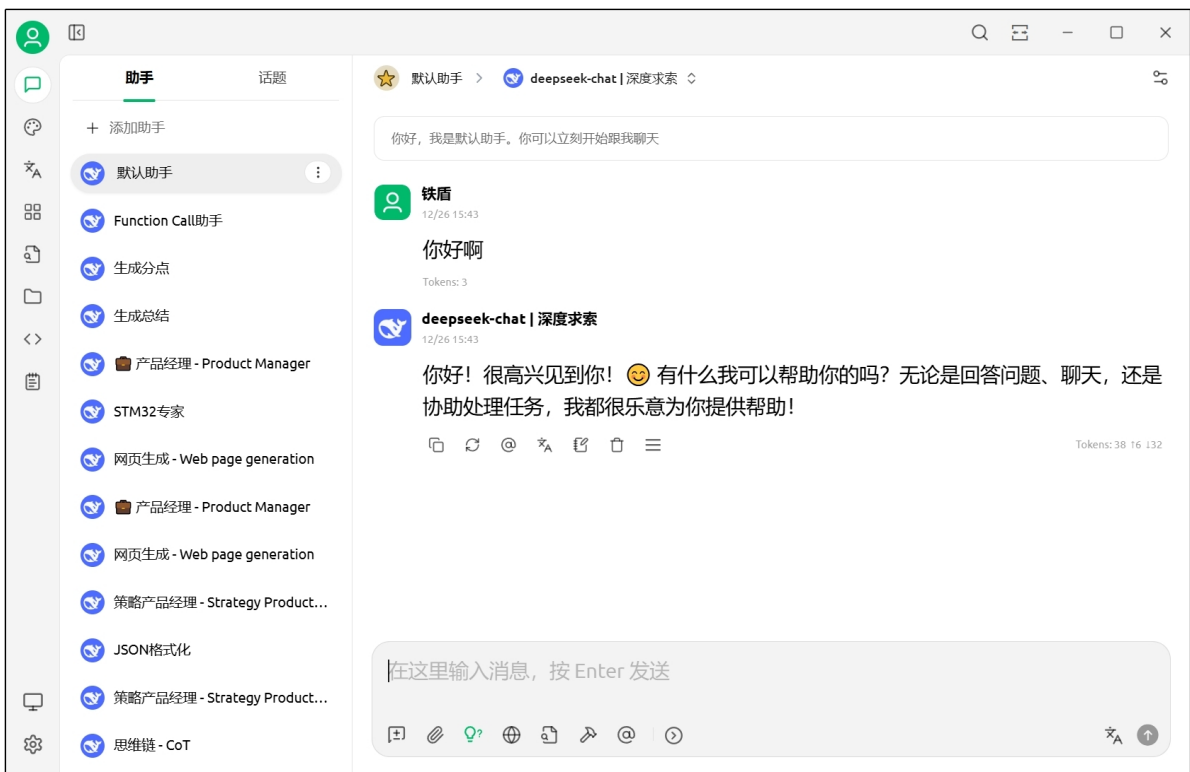 助手
话题
添加助手
默认助手
Function Call助手
生成分点
生成总结
💼 产品经理 - Product Manager
STM32专家
网页生成 - Web page generation
💼 产品经理 - Product Manager
网页生成 - Web page generation
策略产品经理 - Strategy Product...
JSON格式化
策略产品经理 - Strategy Product...
思维链 - CoT
默认助手 > deepseek-chat | 深度求索
你好，我是默认助手。你可以立刻开始跟我聊天
铁盾
12/26 15:43
你好啊
Tokens: 3
deepseek-chat | 深度求索
12/26 15:43
你好！很高兴见到你！😊 有什么我可以帮助你的吗？无论是回答问题、聊天，还是
协助处理任务，我都很乐意为你提供帮助！
Tokens: 38 ↑6 ↓32
在这里输入消息，按 Enter 发送